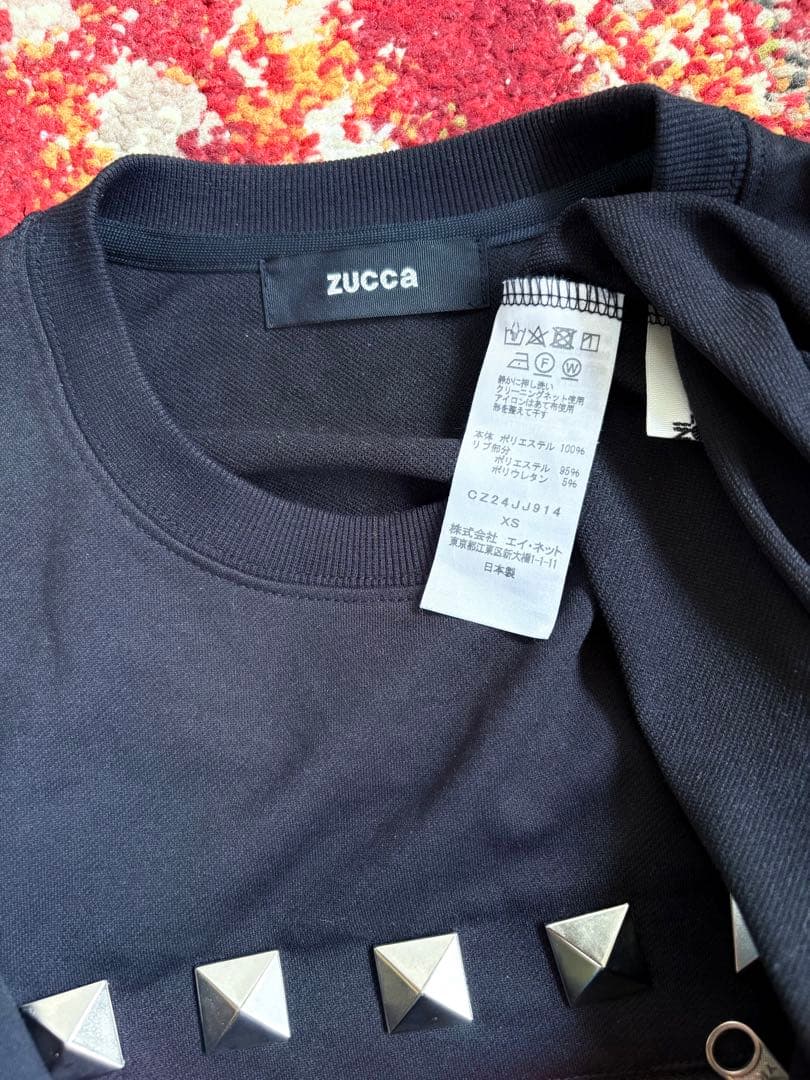 zucca
F W
静かに押し洗い
クリーニングネット使用
アイロンはあて布使用
形を整えて干す
本体 ポリエステル 100%
リブ部分
ポリエステル 95%
ポリウレタン 5%
CZ24JJ914
XS
株式会社 エイ・ネット
東京都江東区新大橋1-1-11
日本製